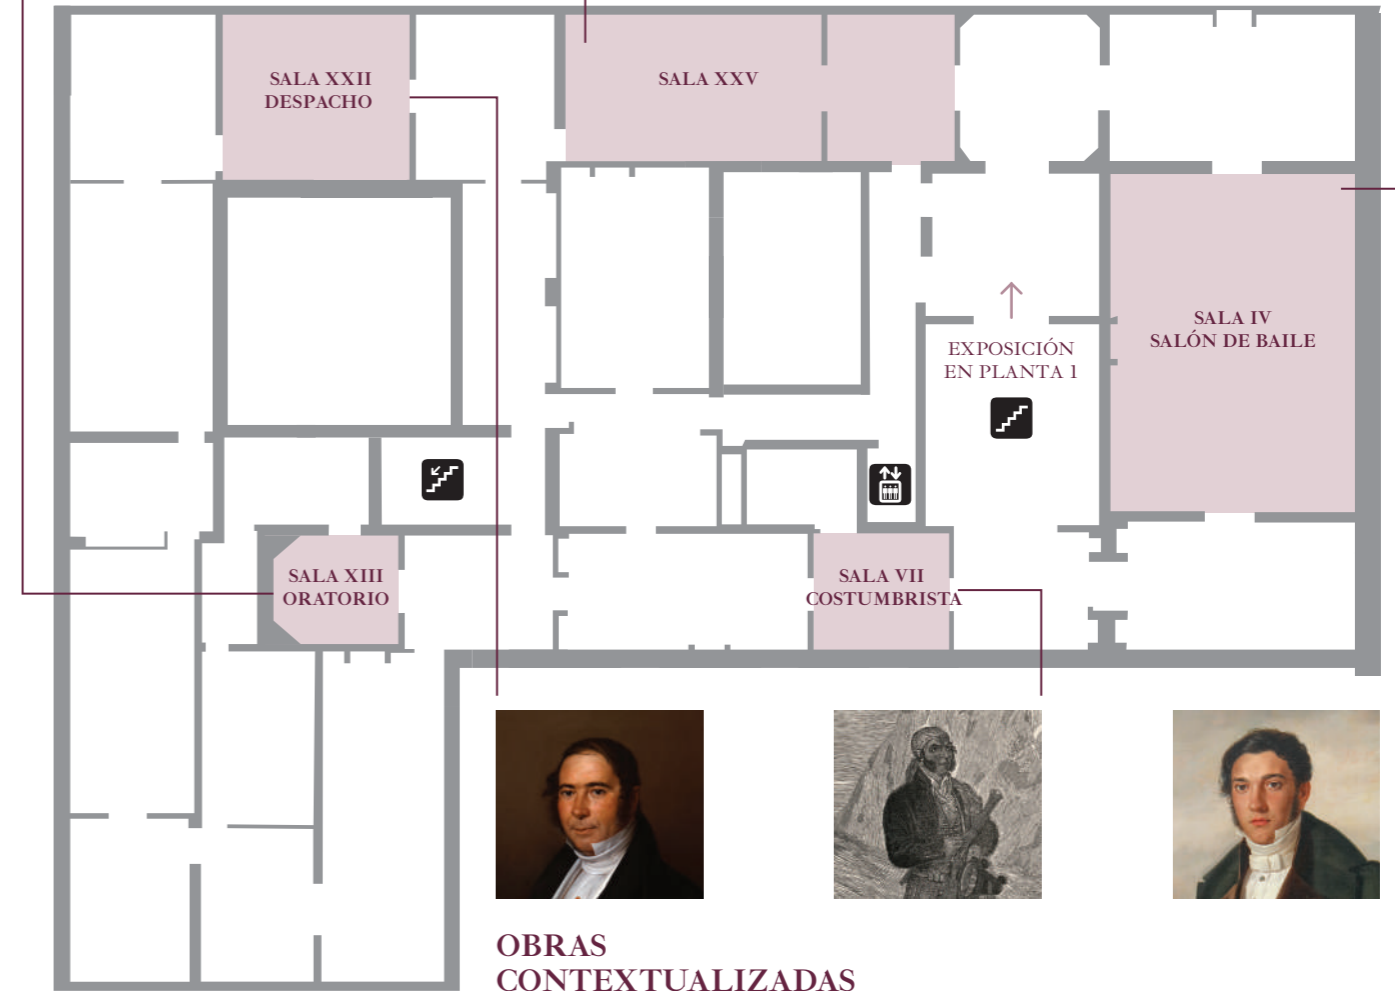 SALA XXII
DESPACHO
SALA XXV
SALA IV
SALÓN DE BAILE
EXPOSICIÓN
EN PLANTA 1
SALA XIII
ORATORIO
SALA VII
COSTUMBRISTA
OBRAS
CONTEXTUALIZADAS